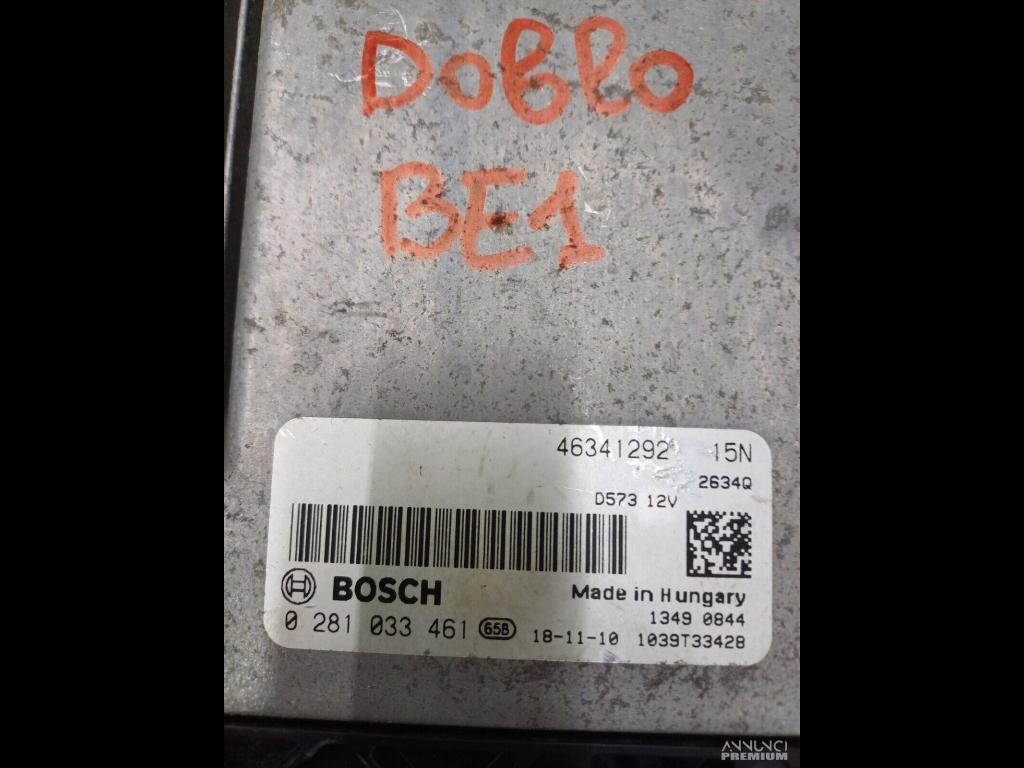 DOBLO
BE1
46341292 15N
2634Q
D573 12V
BOSCH
Made in Hungary
1349 0844
0 281 033 461 65B 18-11-10 1039T33428
ANNUNCI
PREMIUM